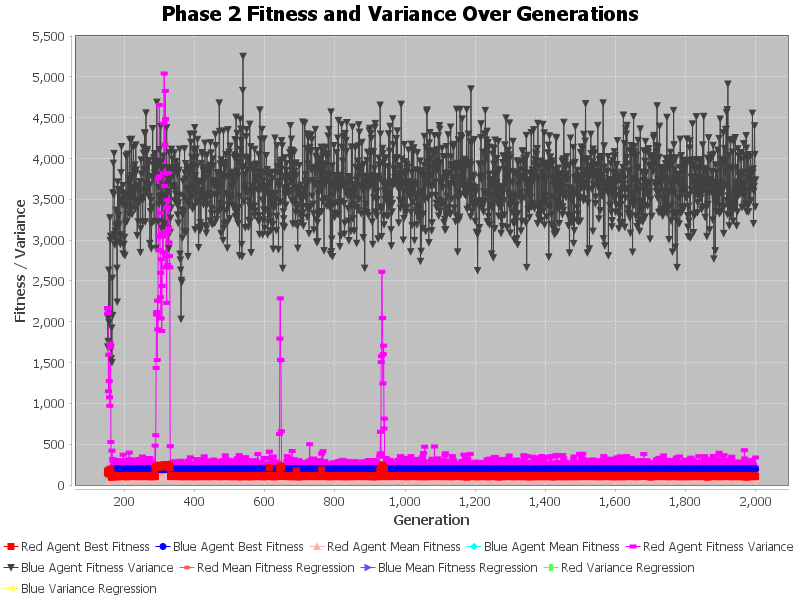 Phase 2 Fitness and Variance Over Generations
5,500
5,000
4,500
4,000
3,500
3,000
2,500
2,000
1,500
1,000
500
0
Fitness / Variance
200 400 600 800 1,000 1,200 1,400 1,600 1,800 2,000
Generation
Red Agent Best Fitness Blue Agent Best Fitness Red Agent Mean Fitness Blue Agent Mean Fitness Red Agent Fitness Variance
Blue Agent Fitness Variance Red Mean Fitness Regression Blue Mean Fitness Regression Red Variance Regression
Blue Variance Regression